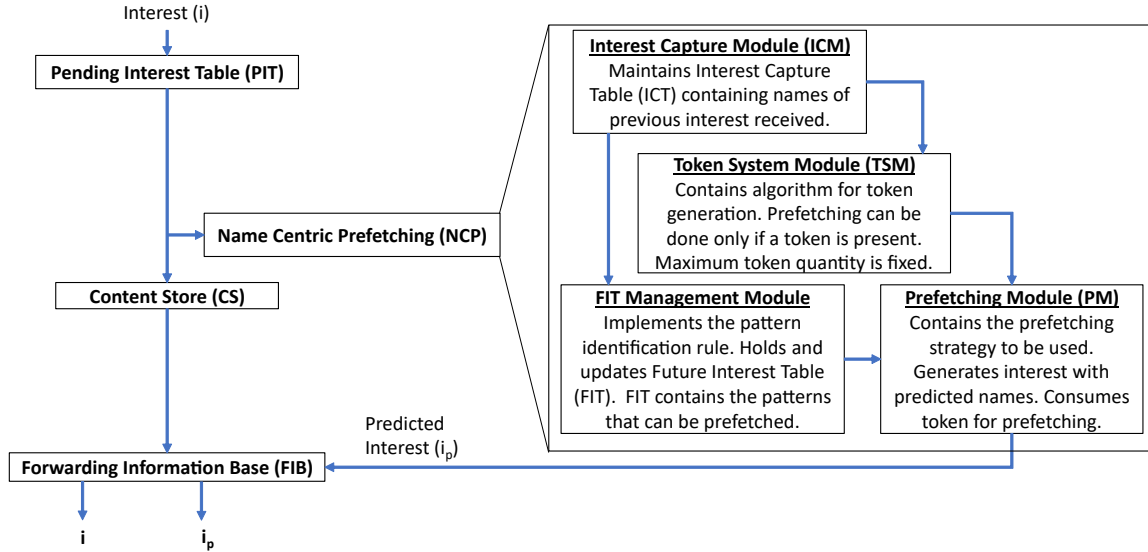 Interest (i)
Pending Interest Table (PIT)
Name Centric Prefetching (NCP)
Content Store (CS)
Forwarding Information Base (FIB)
i
i_p
Predicted
Interest (i_p)
Interest Capture Module (ICM)
Maintains Interest Capture
Table (ICT) containing names of
previous interest received.
Token System Module (TSM)
Contains algorithm for token
generation. Prefetching can be
done only if a token is present.
Maximum token quantity is fixed.
FIT Management Module
Implements the pattern
identification rule. Holds and
updates Future Interest Table
(FIT).  FIT contains the patterns
that can be prefetched.
Prefetching Module (PM)
Contains the prefetching
strategy to be used.
Generates interest with
predicted names. Consumes
token for prefetching.